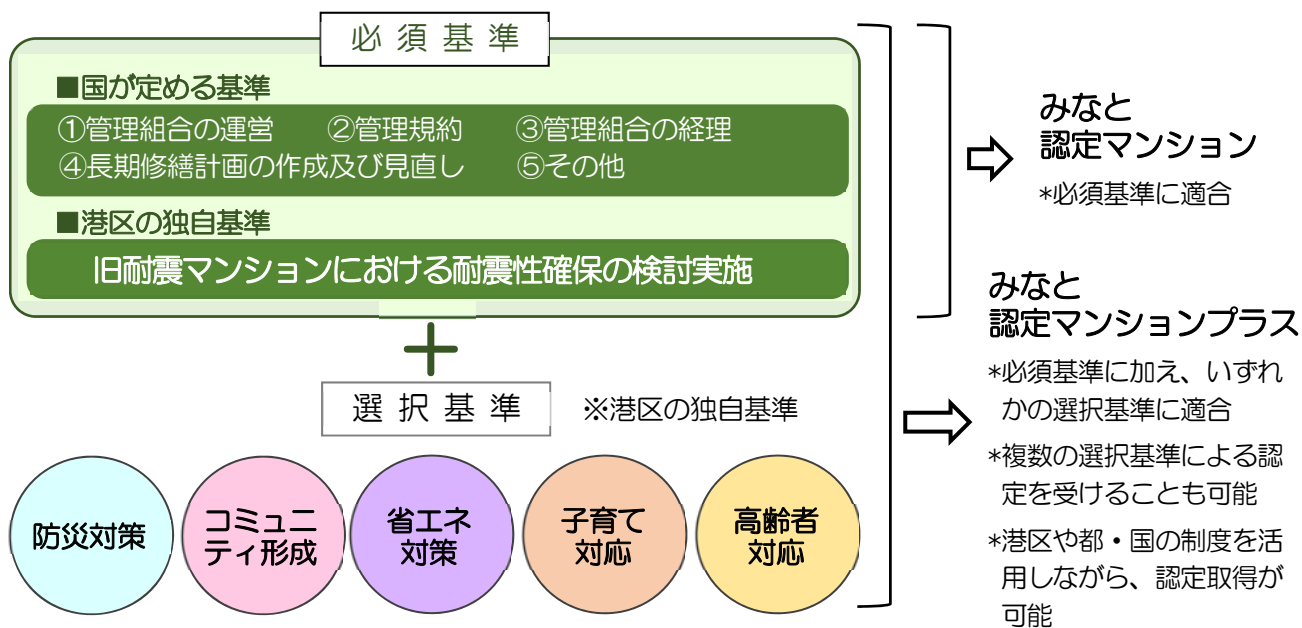 必須基準
■国が定める基準
①管理組合の運営　②管理規約　③管理組合の経理
④長期修繕計画の作成及び見直し　⑤その他
■港区の独自基準
旧耐震マンションにおける耐震性確保の検討実施
+
選択基準　※港区の独自基準
防災対策
コミュニ
ティ形成
省エネ
対策
子育て
対応
高齢者
対応
みなと
認定マンション
*必須基準に適合
みなと
認定マンションプラス
*必須基準に加え、いずれ
かの選択基準に適合
*複数の選択基準による認
定を受けることも可能
*港区や都・国の制度を活
用しながら、認定取得が
可能